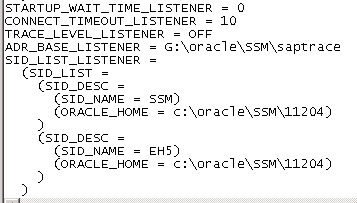 STARTUP_WAIT_TIME_LISTENER = 0
CONNECT_TIMEOUT_LISTENER = 10
TRACE_LEVEL_LISTENER = OFF
ADR_BASE_LISTENER = G:\oracle\SSM\saptrace
SID_LIST_LISTENER =
  (SID_LIST =
    (SID_DESC =
      (SID_NAME = SSM)
      (ORACLE_HOME = c:\oracle\SSM\11204)
    )
    (SID_DESC =
      (SID_NAME = EH5)
      (ORACLE_HOME = c:\oracle\SSM\11204)
    )
  )